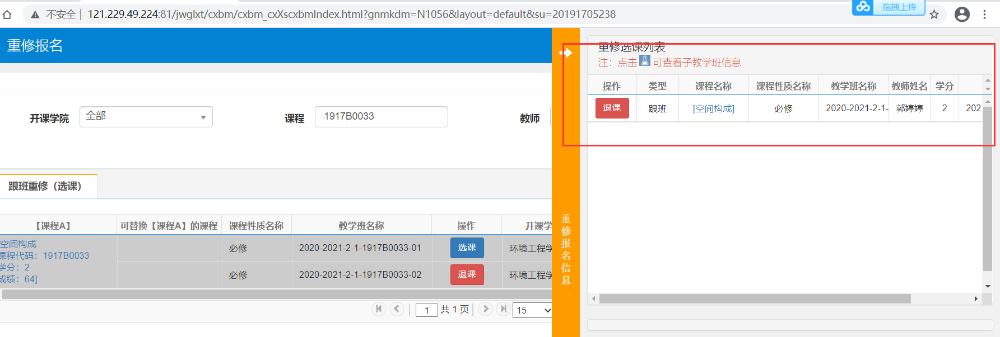 不安全 | 121.229.49.224:81/jwglxt/cxbm/cxbm_cxXscxbmIndex.html?gnmkdm=N1056&layout=default&su=20191705238
拖拽上传
重修报名
开课学院 全部 课程 1917B0033 教师
跟班重修（选课）
【课程A】 可替换【课程A】的课程 课程性质名称 教学班名称 操作 开课学
空间构成
课程代码：1917B0033
学分：2
成绩：64]
必修 2020-2021-2-1-1917B0033-01 选课 环境工程学
必修 2020-2021-2-1-1917B0033-02 退课 环境工程学
1 共 1 页 15
重修报名信息
重修选课列表
注：点击 可查看子教学班信息
操作 类型 课程名称 课程性质名称 教学班名称 教师姓名 学分
退课 跟班 [空间构成] 必修 2020-2021-2-1- 郭婷婷 2 202